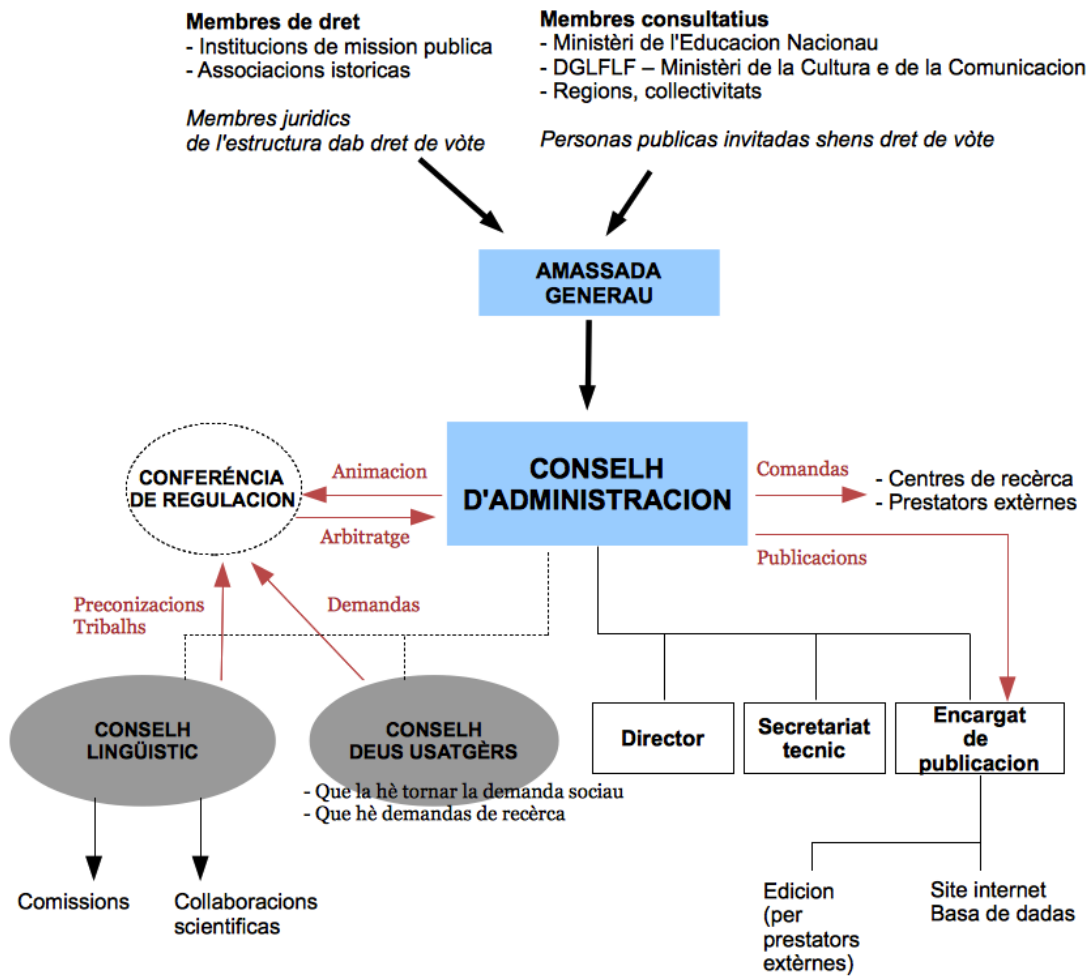 Membres de dret
- Institucions de mission publica
- Associacions istoricas
Membres juridics
de l'estructura dab dret de vòte
Membres consultatius
- Ministèri de l'Educacion Nacionau
- DGLFLF – Ministèri de la Cultura e de la Comunicacion
- Regions, collectivitats
Personas publicas invitadas shens dret de vòte
AMASSADA
GENERAU
CONFERÉNCIA
DE REGULACION
Animacion
Arbitratge
CONSELH
D'ADMINISTRACION
Comandas
- Centres de recèrca
- Prestators extèrnes
Publicacions
Preconizacions
Tribalhs
Demandas
CONSELH
LINGÜISTIC
CONSELH
DEUS USATGÈRS
- Que la hè tornar la demanda sociau
- Que hè demandas de recèrca
Director
Secretariat
tecnic
Encargat
de
publicacion
Comissions
Collaboracions
scientificas
Edicion
(per
prestators
extèrnes)
Site internet
Basa de dadas